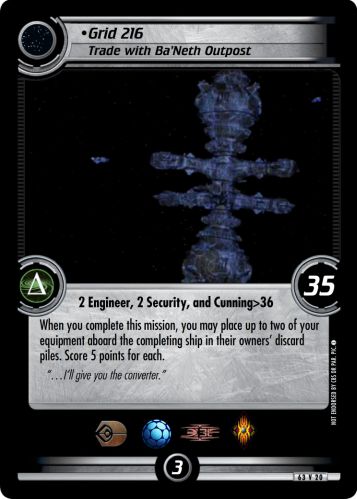 •Grid 216
Trade with Ba'Neth Outpost
Δ
35
2 Engineer, 2 Security, and Cunning>36
When you complete this mission, you may place up to two of your
equipment aboard the completing ship in their owners' discard
piles. Score 5 points for each.
"…I'll give you the converter."
NOT ENDORSED BY CBS OR PAR. PIC.
3
63 V 20